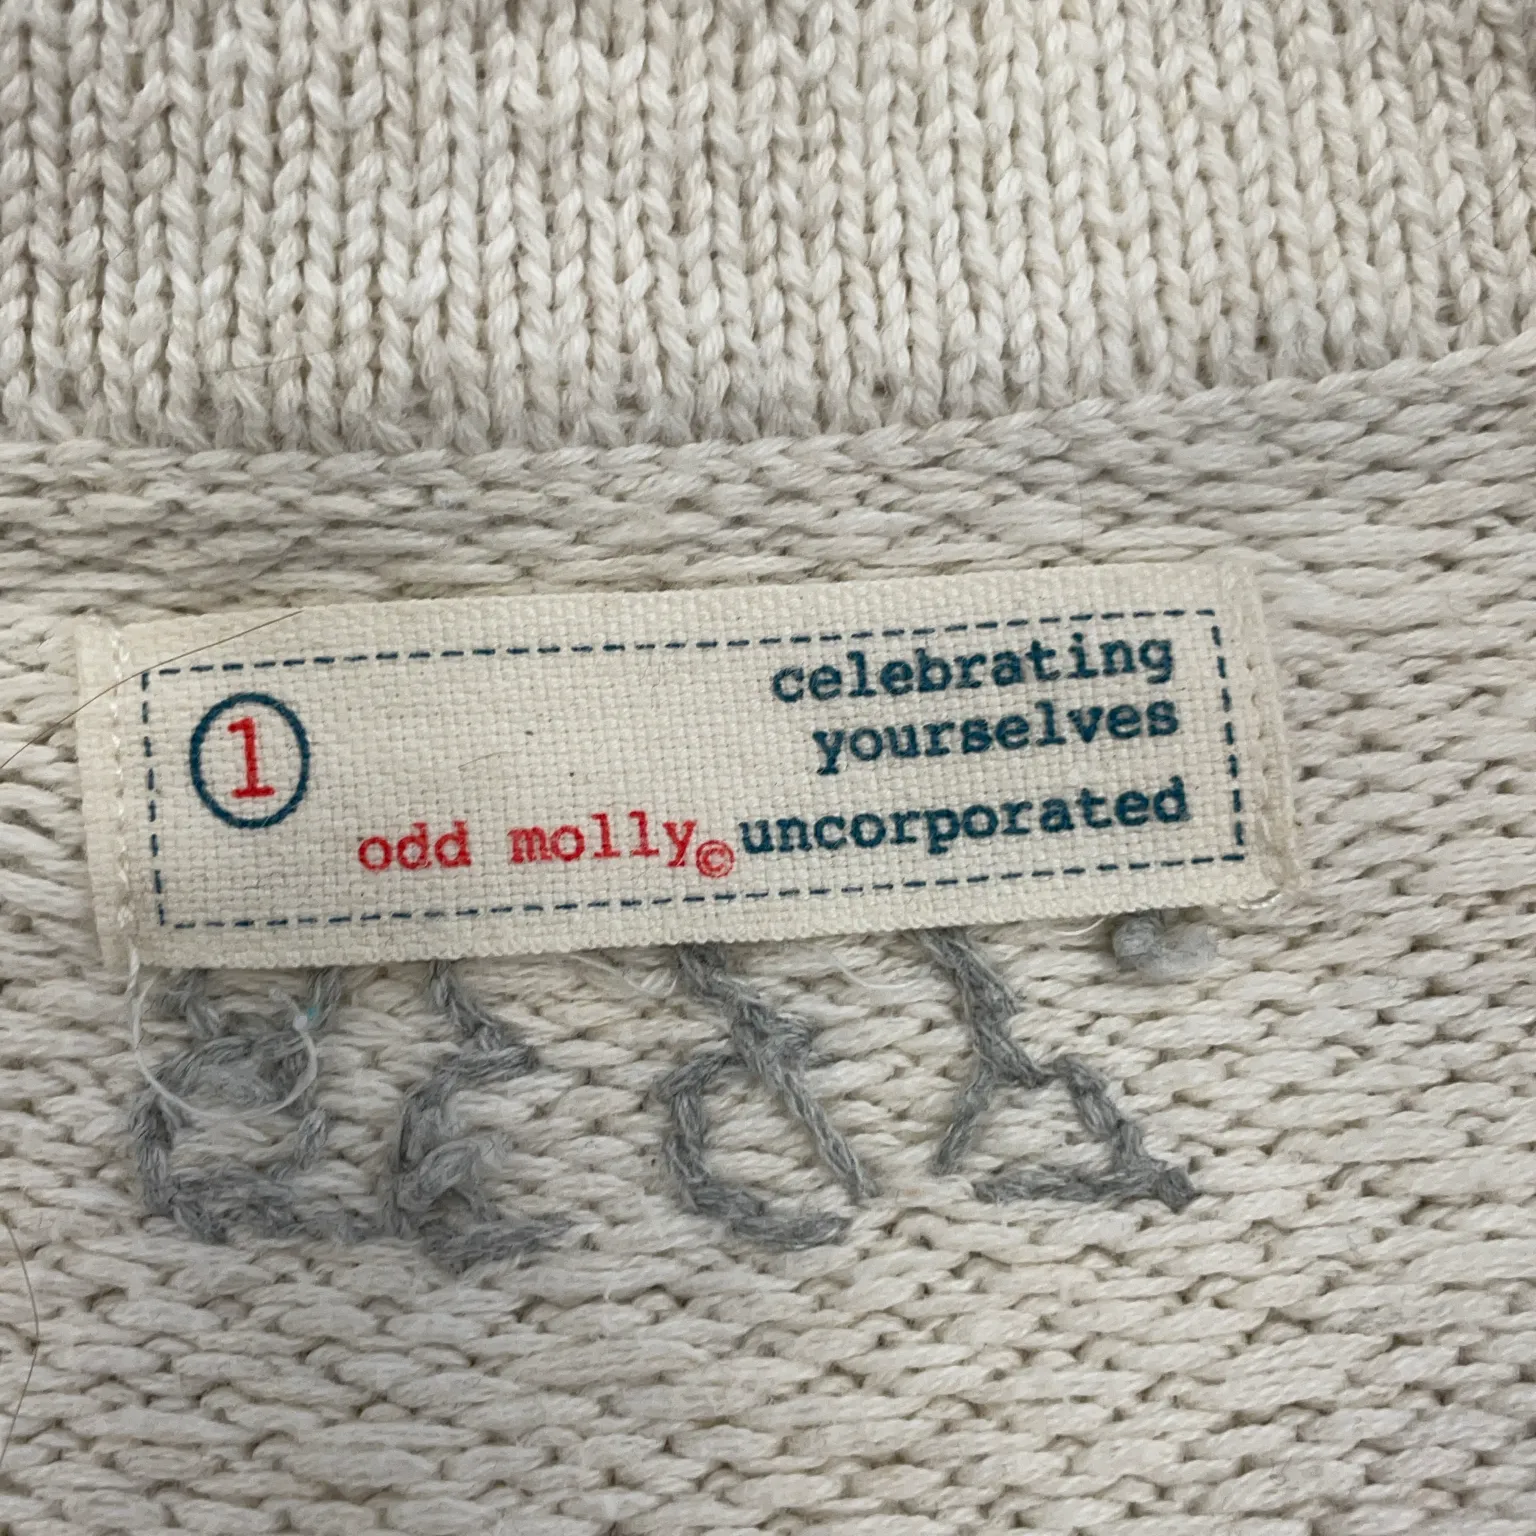 celebrating
yourselves
1
odd molly© uncorporated